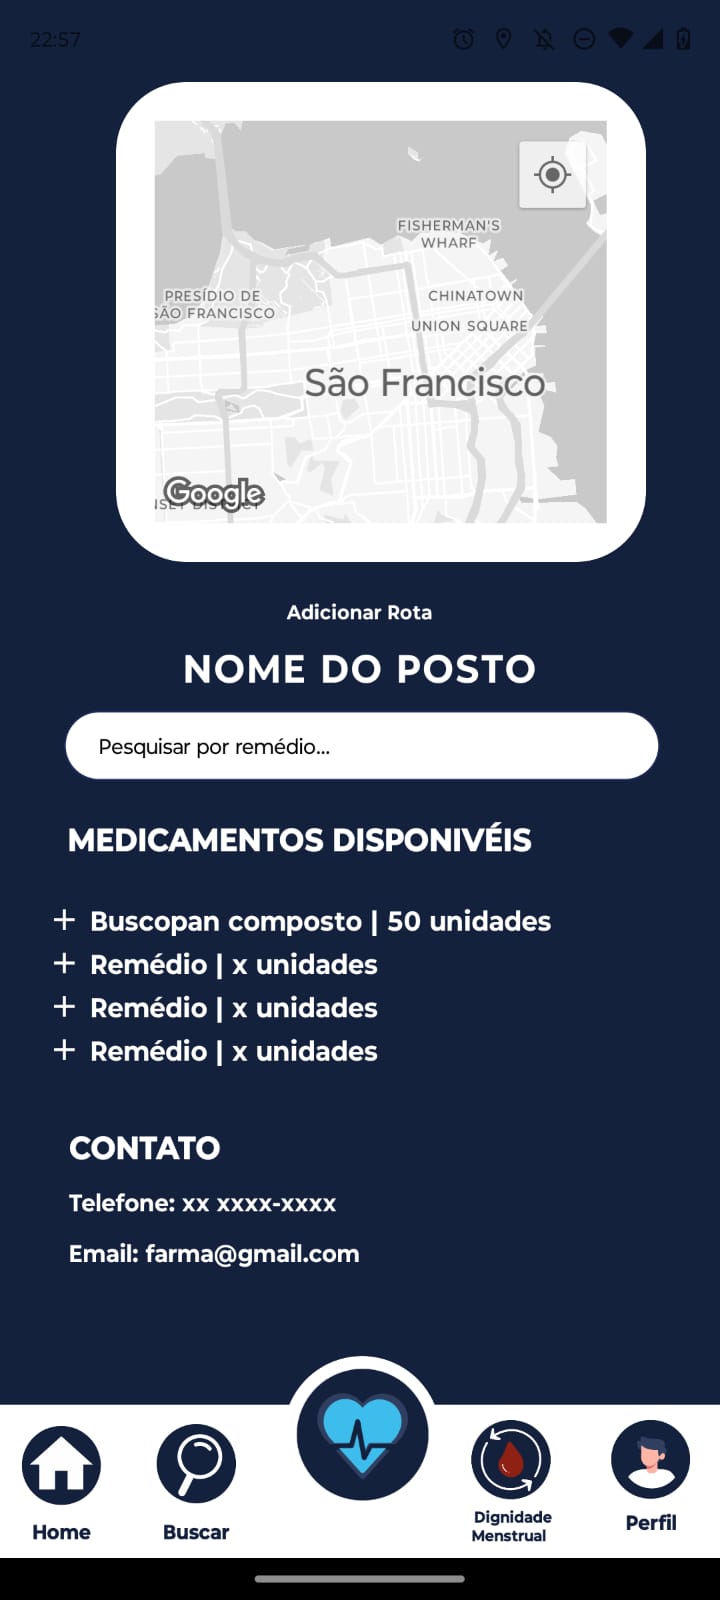 22:57
FISHERMAN'S
WHARF
PRESÍDIO DE
SÃO FRANCISCO
CHINATOWN
UNION SQUARE
São Francisco
Google
Adicionar Rota
NOME DO POSTO
Pesquisar por remédio...
MEDICAMENTOS DISPONIVÉIS
+ Buscopan composto | 50 unidades
+ Remédio | x unidades
+ Remédio | x unidades
+ Remédio | x unidades
CONTATO
Telefone: xx xxxx-xxxx
Email: farma@gmail.com
Home
Buscar
Dignidade
Menstrual
Perfil